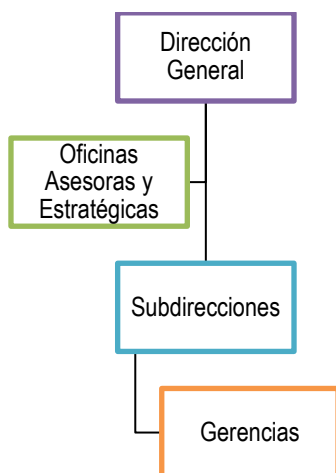 Dirección
General
Oficinas
Asesoras y
Estratégicas
Subdirecciones
Gerencias